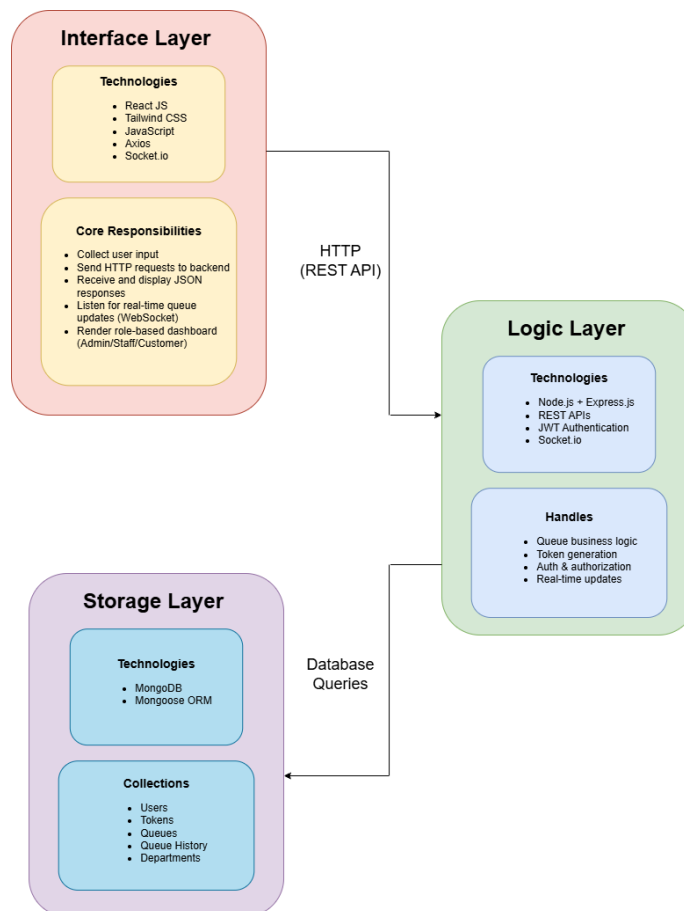 Interface Layer
Technologies
React JS
Tailwind CSS
JavaScript
Axios
Socket.io
Core Responsibilities
Collect user input
Send HTTP requests to backend
Receive and display JSON
responses
Listen for real-time queue
updates (WebSocket)
Render role-based dashboard
(Admin/Staff/Customer)
HTTP
(REST API)
Logic Layer
Technologies
Node.js + Express.js
REST APIs
JWT Authentication
Socket.io
Handles
Queue business logic
Token generation
Auth & authorization
Real-time updates
Database
Queries
Storage Layer
Technologies
MongoDB
Mongoose ORM
Collections
Users
Tokens
Queues
Queue History
Departments